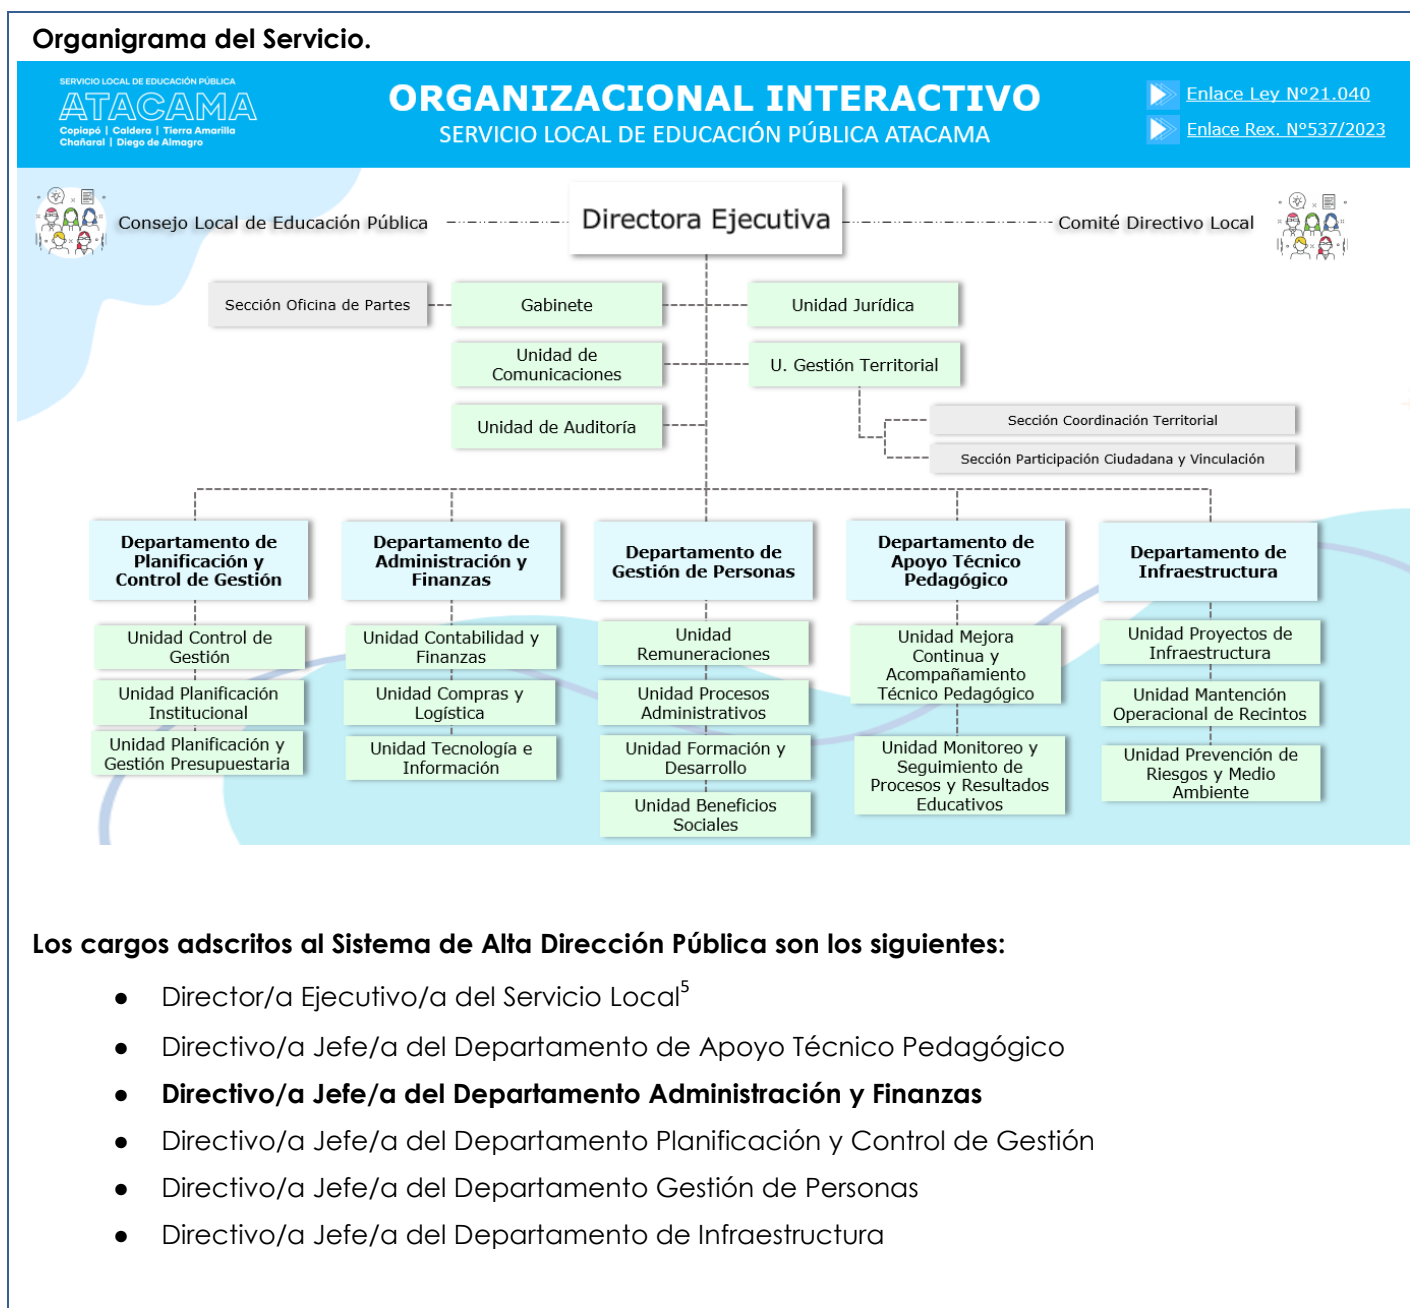 Organigrama del Servicio.
SERVICIO LOCAL DE EDUCACIÓN PÚBLICA
ATACAMA
Copiapó | Caldera | Tierra Amarilla
Chañaral | Diego de Almagro
ORGANIZACIONAL INTERACTIVO
SERVICIO LOCAL DE EDUCACIÓN PÚBLICA ATACAMA
Enlace Ley Nº21.040
Enlace Rex. Nº537/2023
Consejo Local de Educación Pública
Directora Ejecutiva
Comité Directivo Local
Sección Oficina de Partes
Gabinete
Unidad Jurídica
Unidad de
Comunicaciones
U. Gestión Territorial
Unidad de Auditoría
Sección Coordinación Territorial
Sección Participación Ciudadana y Vinculación
Departamento de
Planificación y
Control de Gestión
Departamento de
Administración y
Finanzas
Departamento de
Gestión de Personas
Departamento de
Apoyo Técnico
Pedagógico
Departamento de
Infraestructura
Unidad Control de
Gestión
Unidad Planificación
Institucional
Unidad Planificación y
Gestión Presupuestaria
Unidad Contabilidad y
Finanzas
Unidad Compras y
Logística
Unidad Tecnología e
Información
Unidad
Remuneraciones
Unidad Procesos
Administrativos
Unidad Formación y
Desarrollo
Unidad Beneficios
Sociales
Unidad Mejora
Continua y
Acompañamiento
Técnico Pedagógico
Unidad Monitoreo y
Seguimiento de
Procesos y Resultados
Educativos
Unidad Proyectos de
Infraestructura
Unidad Mantención
Operacional de Recintos
Unidad Prevención de
Riesgos y Medio
Ambiente
Los cargos adscritos al Sistema de Alta Dirección Pública son los siguientes:
● Director/a Ejecutivo/a del Servicio Local⁵
● Directivo/a Jefe/a del Departamento de Apoyo Técnico Pedagógico
● Directivo/a Jefe/a del Departamento Administración y Finanzas
● Directivo/a Jefe/a del Departamento Planificación y Control de Gestión
● Directivo/a Jefe/a del Departamento Gestión de Personas
● Directivo/a Jefe/a del Departamento de Infraestructura